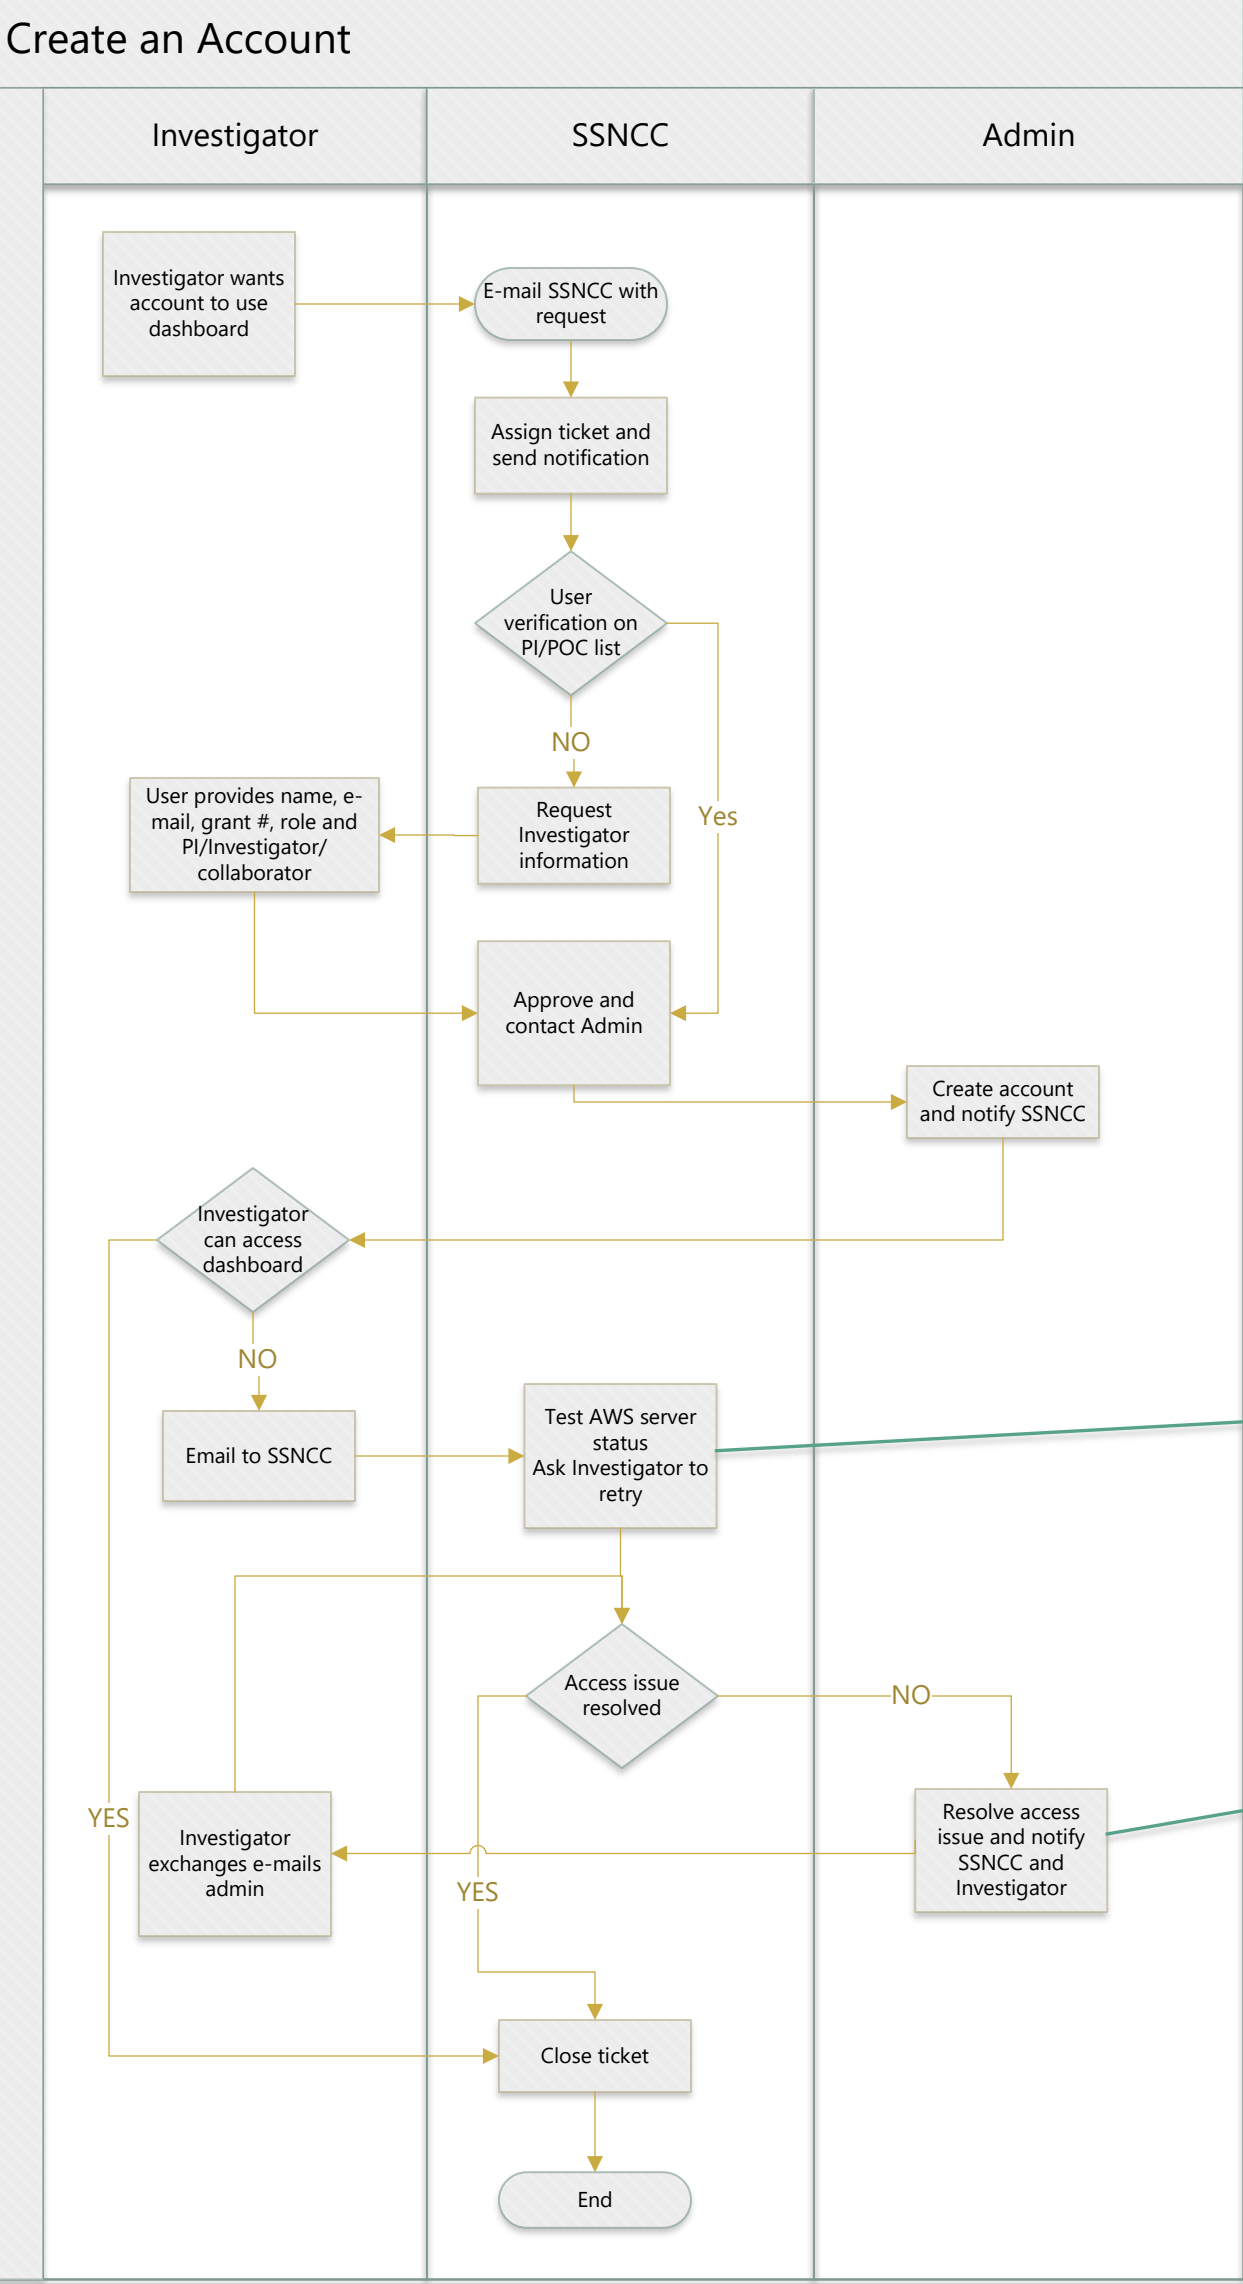 Create an Account
Investigator
SSNCC
Admin
Investigator wants
account to use
dashboard
E-mail SSNCC with
request
Assign ticket and
send notification
User
verification on
PI/POC list
NO
Yes
User provides name, e-
mail, grant #, role and
PI/Investigator/
collaborator
Request
Investigator
information
Approve and
contact Admin
Create account
and notify SSNCC
Investigator
can access
dashboard
NO
Email to SSNCC
Test AWS server
status
Ask Investigator to
retry
Access issue
resolved
NO
YES
Investigator
exchanges e-mails
admin
YES
Resolve access
issue and notify
SSNCC and
Investigator
Close ticket
End